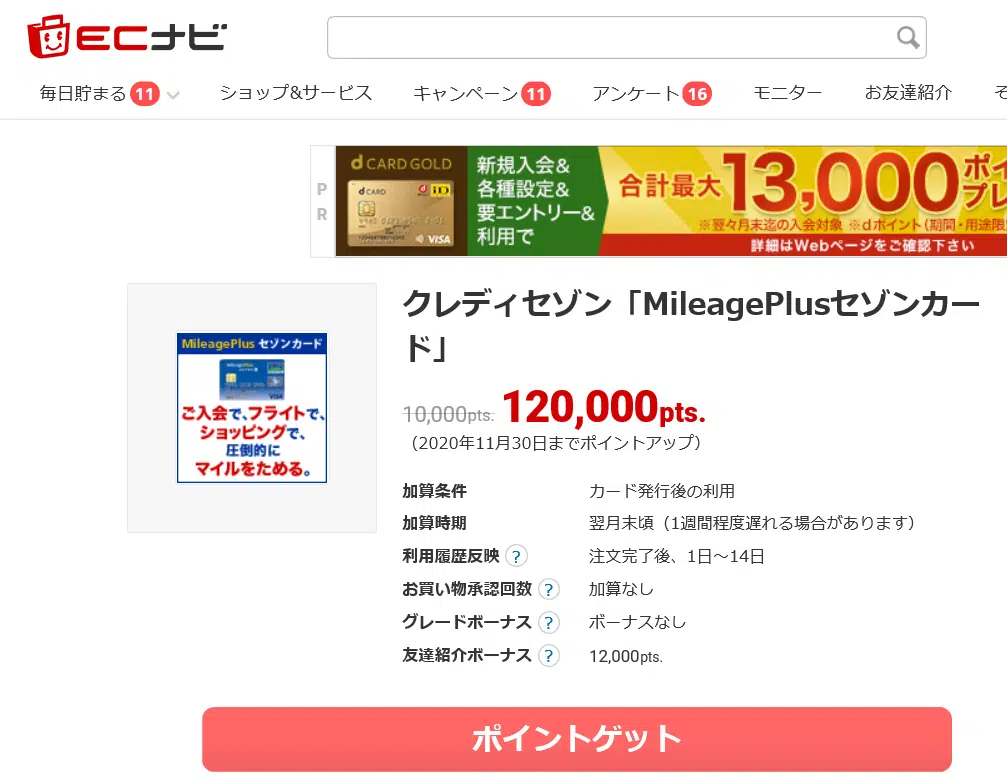 ECナビ
毎日貯まる 11 ショップ&サービス キャンペーン 11 アンケート 16 モニター お友達紹介 そ
PR
d CARD GOLD
d CARD
iD
VISA
新規入会&
各種設定&
要エントリー&
利用で
合計最大13,000ポイ
プレ
※翌々月末迄の入会対象 ※dポイント(期間・用途限
詳細はWebページをご確認下さい
MileagePlus セゾンカード
VISA
ご入会で、フライトで、
ショッピングで、
圧倒的に
マイルをためる。
クレディセゾン「MileagePlusセゾンカー
ド」
10,000pts. 120,000pts.
（2020年11月30日までポイントアップ）
加算条件 カード発行後の利用
加算時期 翌月末頃（1週間程度遅れる場合があります）
利用履歴反映 ? 注文完了後、1日～14日
お買い物承認回数 ? 加算なし
グレードボーナス ? ボーナスなし
友達紹介ボーナス ? 12,000pts.
ポイントゲット